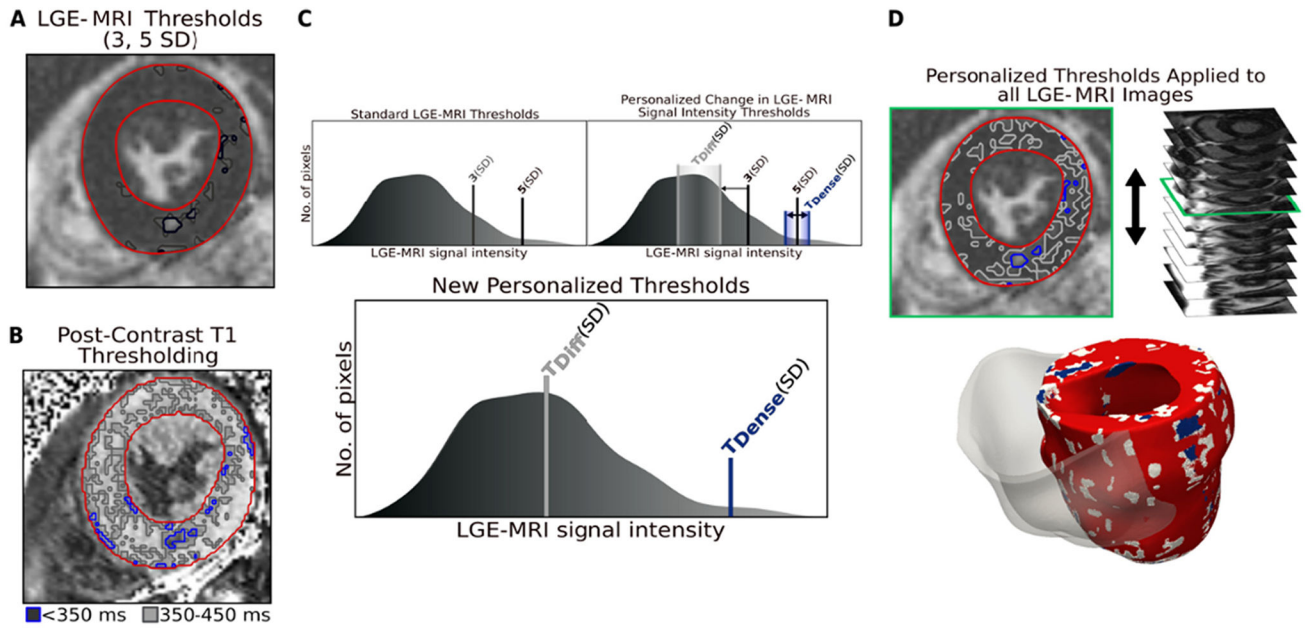 A
LGE-MRI Thresholds
(3, 5 SD)
B
Post-Contrast T1
Thresholding
<350 ms
350-450 ms
C
Standard LGE-MRI Thresholds
No. of pixels
3(SD)
5(SD)
LGE-MRI signal intensity
Personalized Change in LGE-MRI
Signal Intensity Thresholds
TDiff(SD)
3(SD)
5(SD)
TDense(SD)
LGE-MRI signal intensity
New Personalized Thresholds
No. of pixels
TDiff(SD)
TDense(SD)
LGE-MRI signal intensity
D
Personalized Thresholds Applied to
all LGE-MRI Images